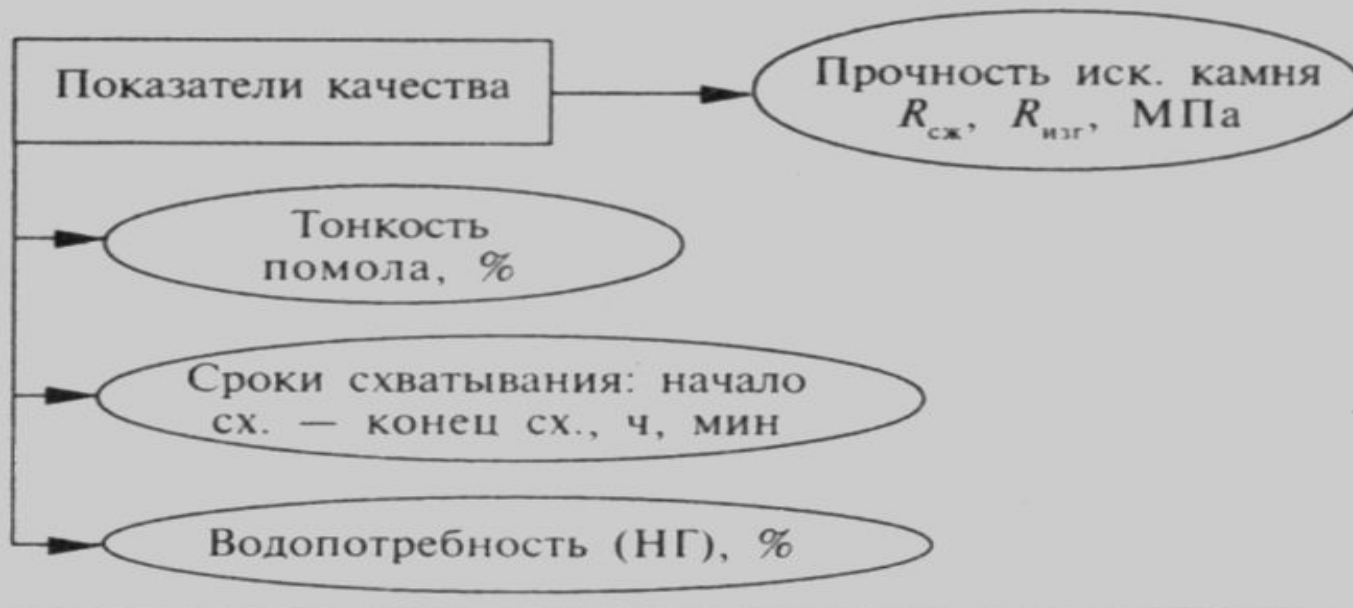 Показатели качества
Прочность иск. камня
Rсж, Rизг, МПа
Тонкость
помола, %
Сроки схватывания: начало
сх. — конец сх., ч, мин
Водопотребность (НГ), %